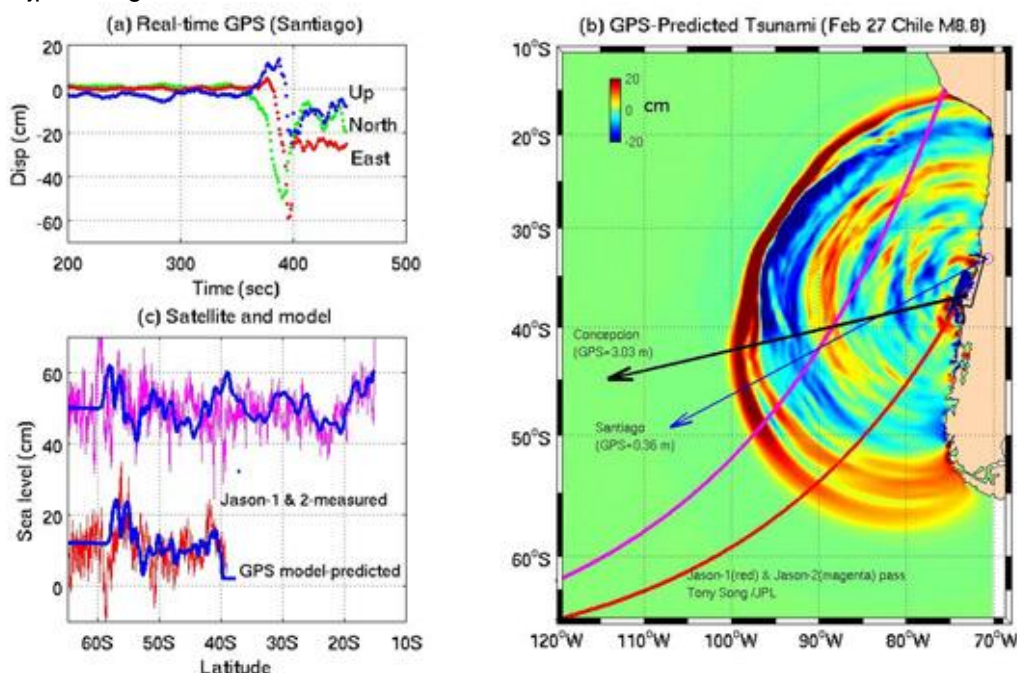 (a) Real-time GPS (Santiago)
20
0
-20
-40
-60
Disp (cm)
Up
North
East
200
300
400
500
Time (sec)
(c) Satellite and model
60
40
20
0
Sea level (cm)
Jason-1 & 2-measured
GPS model-predicted
60S
50S
40S
30S
20S
10S
Latitude
(b) GPS-Predicted Tsunami (Feb 27 Chile M8.8)
10°S
20°S
30°S
40°S
50°S
60°S
20
0
-20
cm
Concepcion
(GPS=3.03 m)
Santiago
(GPS=0.36 m)
Jason-1(red) & Jason-2(magenta) pass
Tony Song /JPL
120°W
110°W
100°W
90°W
80°W
70°W